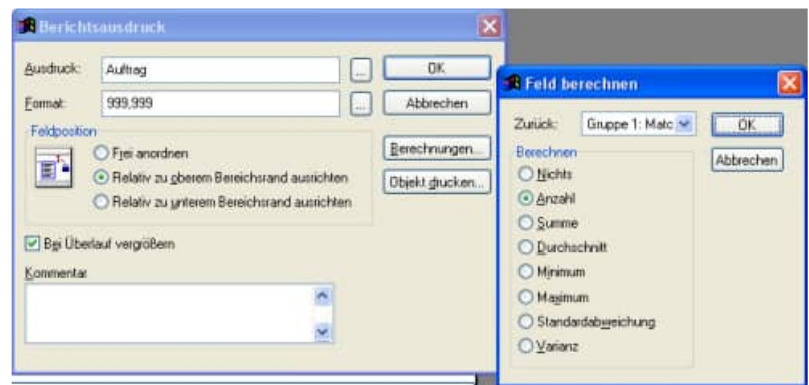 Berichtsausdruck
Ausdruck: Auftrag ... OK
Format: 999,999 ... Abbrechen
Feldposition
Frei anordnen
Relativ zu oberem Bereichsrand ausrichten
Relativ zu unterem Bereichsrand ausrichten
Berechnungen...
Objekt drucken...
Bei Überlauf vergrößern
Kommentar
Feld berechnen
Zurück: Gruppe 1: Matc OK
Berechnen Abbrechen
Nichts
Anzahl
Summe
Durchschnitt
Minimum
Maximum
Standardabweichung
Varianz